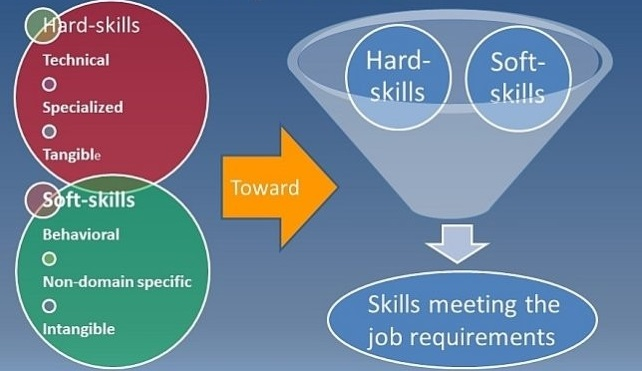 Hard-skills
Technical
Specialized
Tangible
Soft-skills
Behavioral
Non-domain specific
Intangible
Toward
Hard-
skills
Soft-
skills
Skills meeting the
job requirements